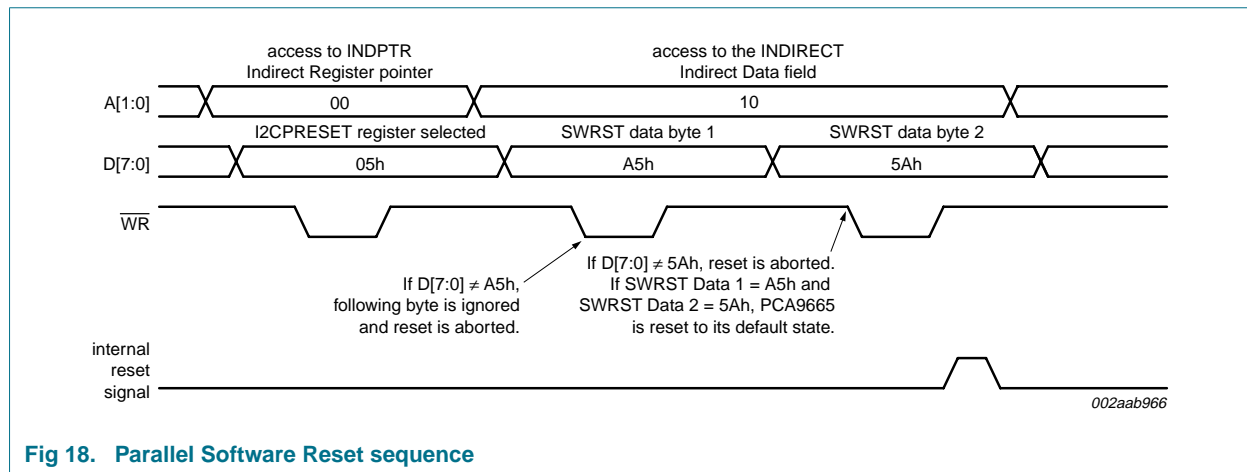 access to INDPTR
Indirect Register pointer
access to the INDIRECT
Indirect Data field
A[1:0]
00
10
I2CPRESET register selected
SWRST data byte 1
SWRST data byte 2
D[7:0]
05h
A5h
5Ah
WR
If D[7:0] ≠ A5h,
following byte is ignored
and reset is aborted.
If D[7:0] ≠ 5Ah, reset is aborted.
If SWRST Data 1 = A5h and
SWRST Data 2 = 5Ah, PCA9665
is reset to its default state.
internal
reset
signal
002aab966
Fig 18. Parallel Software Reset sequence